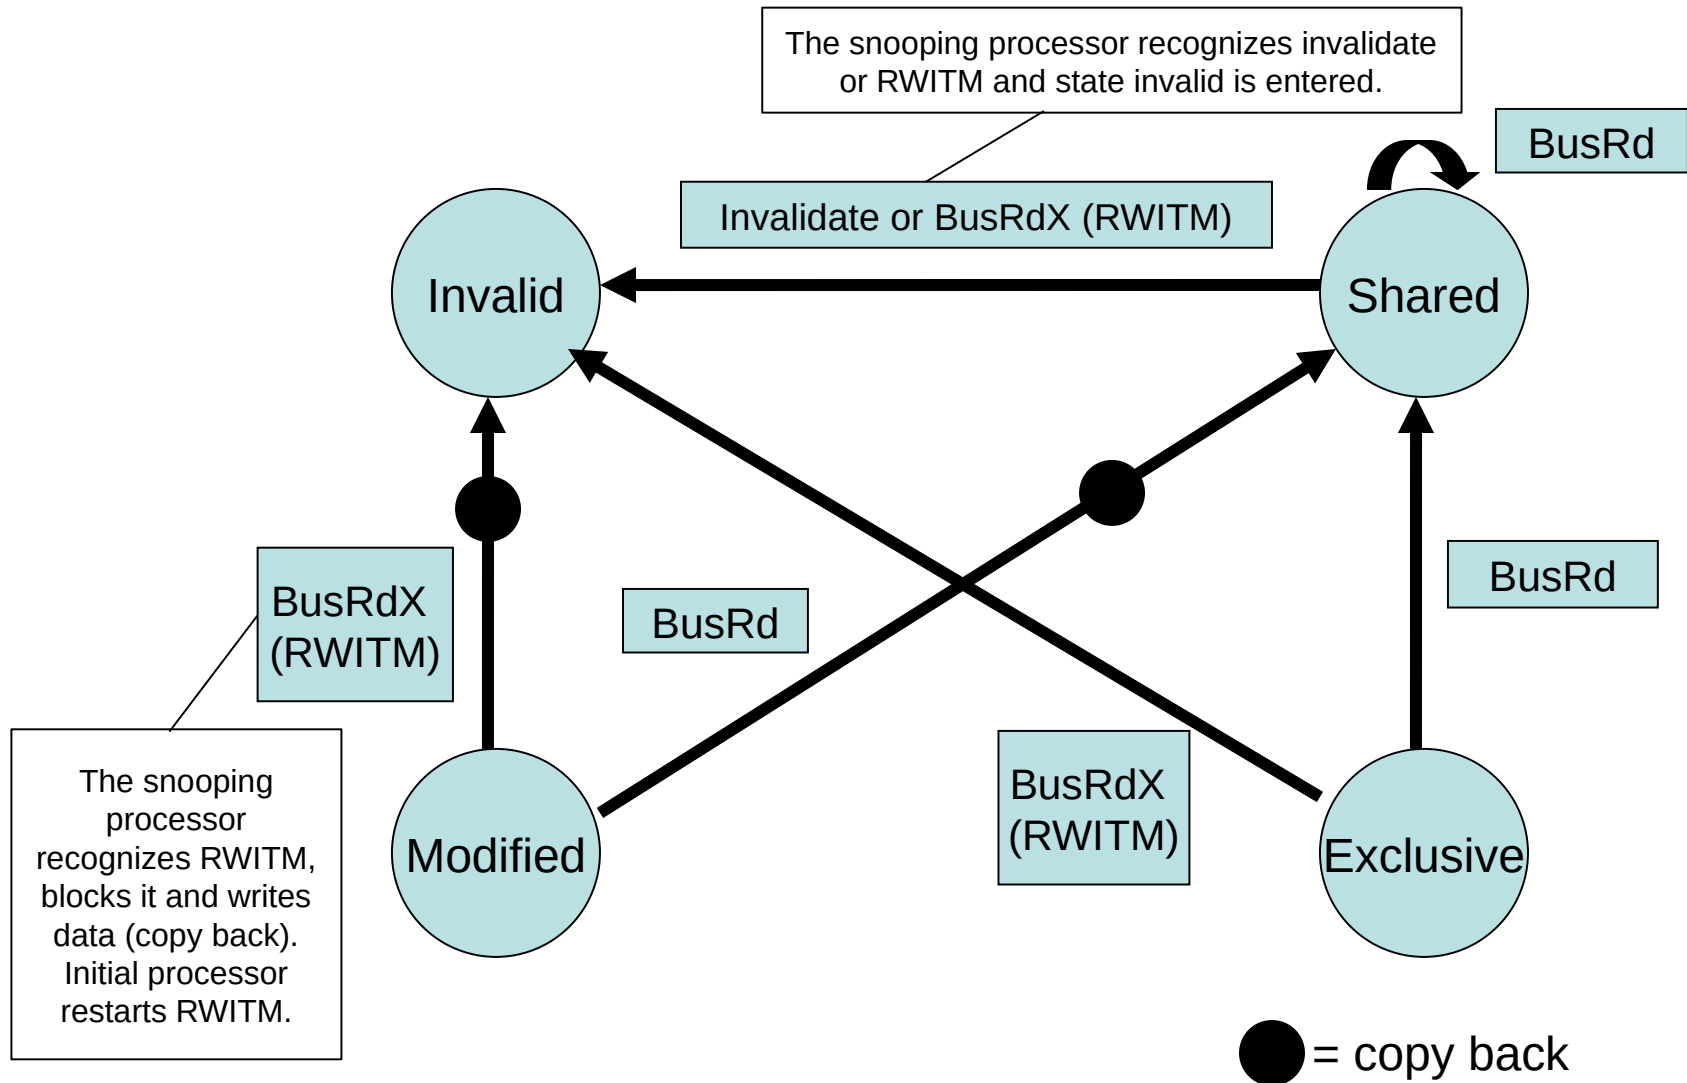 The snooping processor recognizes invalidate
or RWITM and state invalid is entered.
BusRd
Invalidate or BusRdX (RWITM)
Invalid
Shared
BusRdX
(RWITM)
BusRd
BusRd
BusRdX
(RWITM)
The snooping
processor
recognizes RWITM,
blocks it and writes
data (copy back).
Initial processor
restarts RWITM.
Modified
Exclusive
= copy back